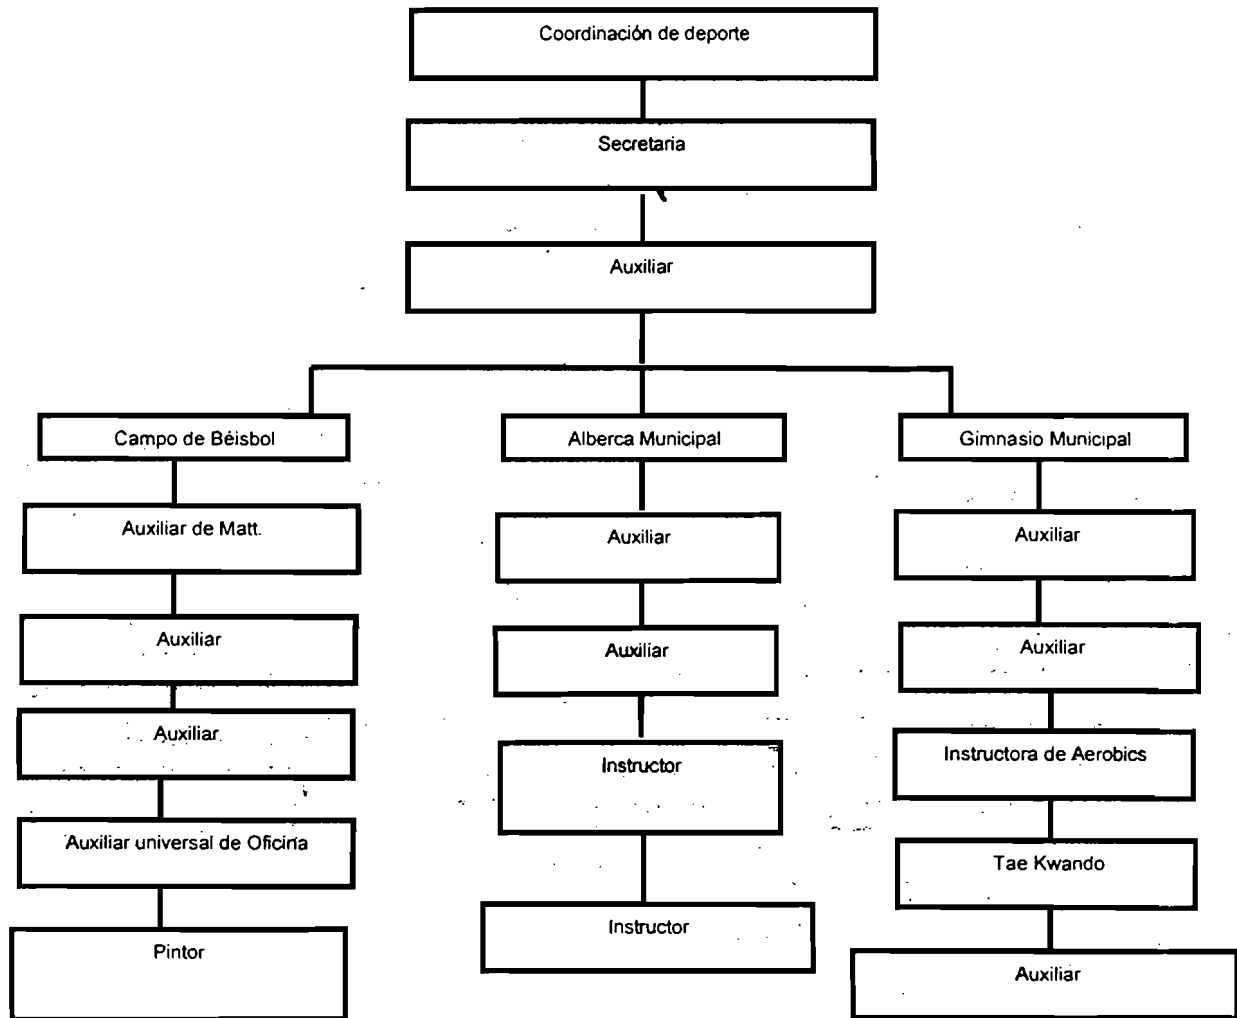 Coordinación de deporte
Secretaria
Auxiliar
Campo de Béisbol
Alberca Municipal
Gimnasio Municipal
Auxiliar de Matt.
Auxiliar
Auxiliar
Auxiliar
Auxiliar
Auxiliar
Auxiliar
Instructor
Instructora de Aerobics
Auxiliar universal de Oficina
Tae Kwando
Pintor
Instructor
Auxiliar